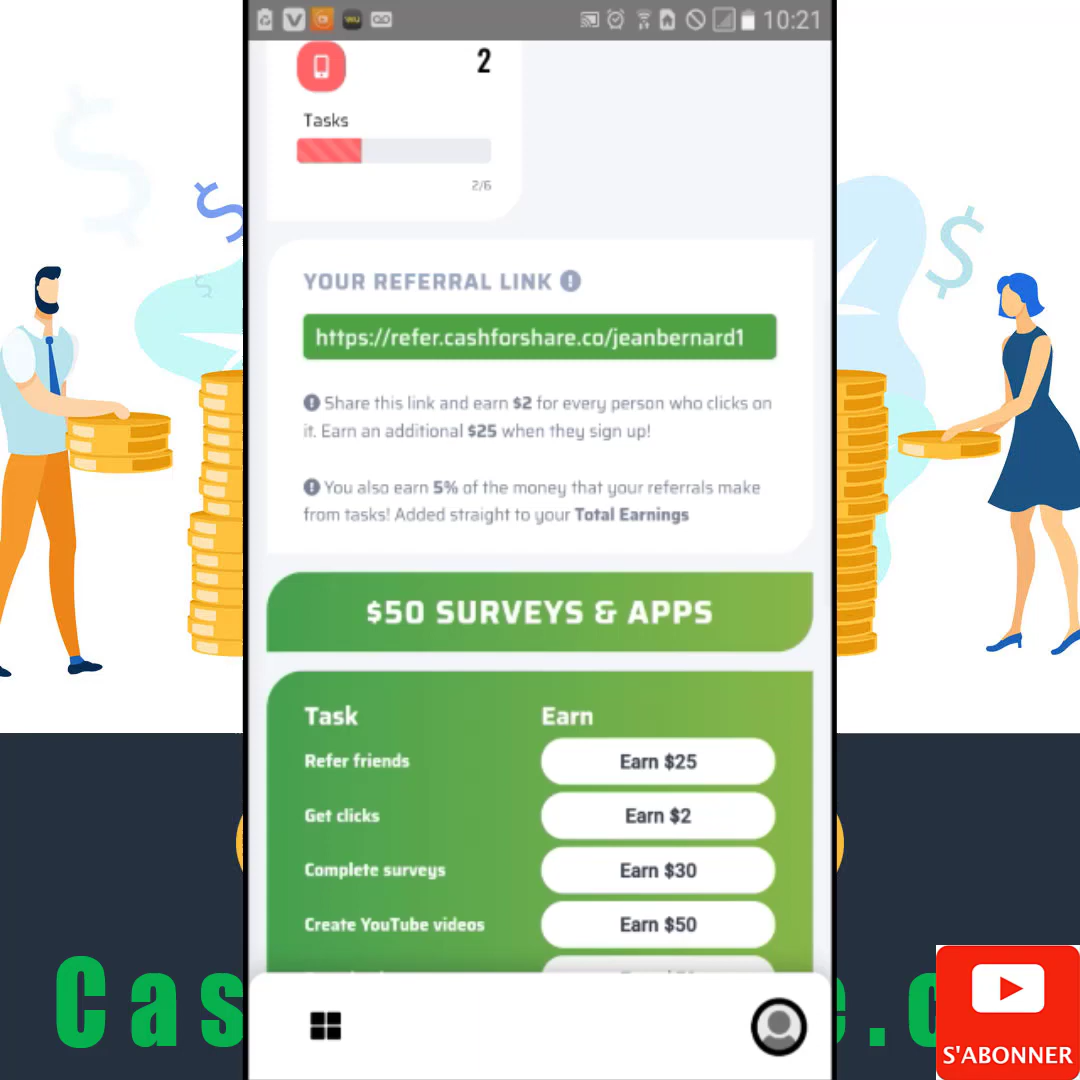 10:21
2
Tasks
2/6
YOUR REFERRAL LINK
https://refer.cashforshare.co/jeanbernard1
Share this link and earn $2 for every person who clicks on
it. Earn an additional $25 when they sign up!
You also earn 5% of the money that your referrals make
from tasks! Added straight to your Total Earnings
$50 SURVEYS & APPS
Task Earn
Refer friends Earn $25
Get clicks Earn $2
Complete surveys Earn $30
Create YouTube videos Earn $50
S'ABONNER